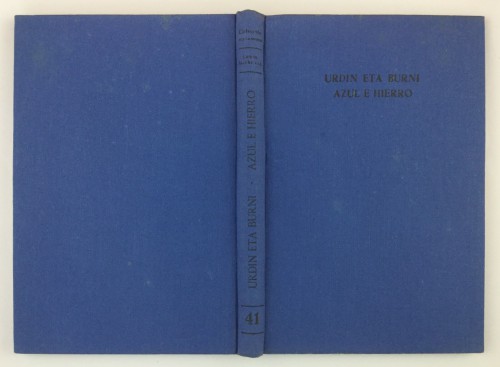 URDIN ETA BURNI
AZUL E HIERRO
URDIN ETA BURNI - AZUL E HIERRO
41